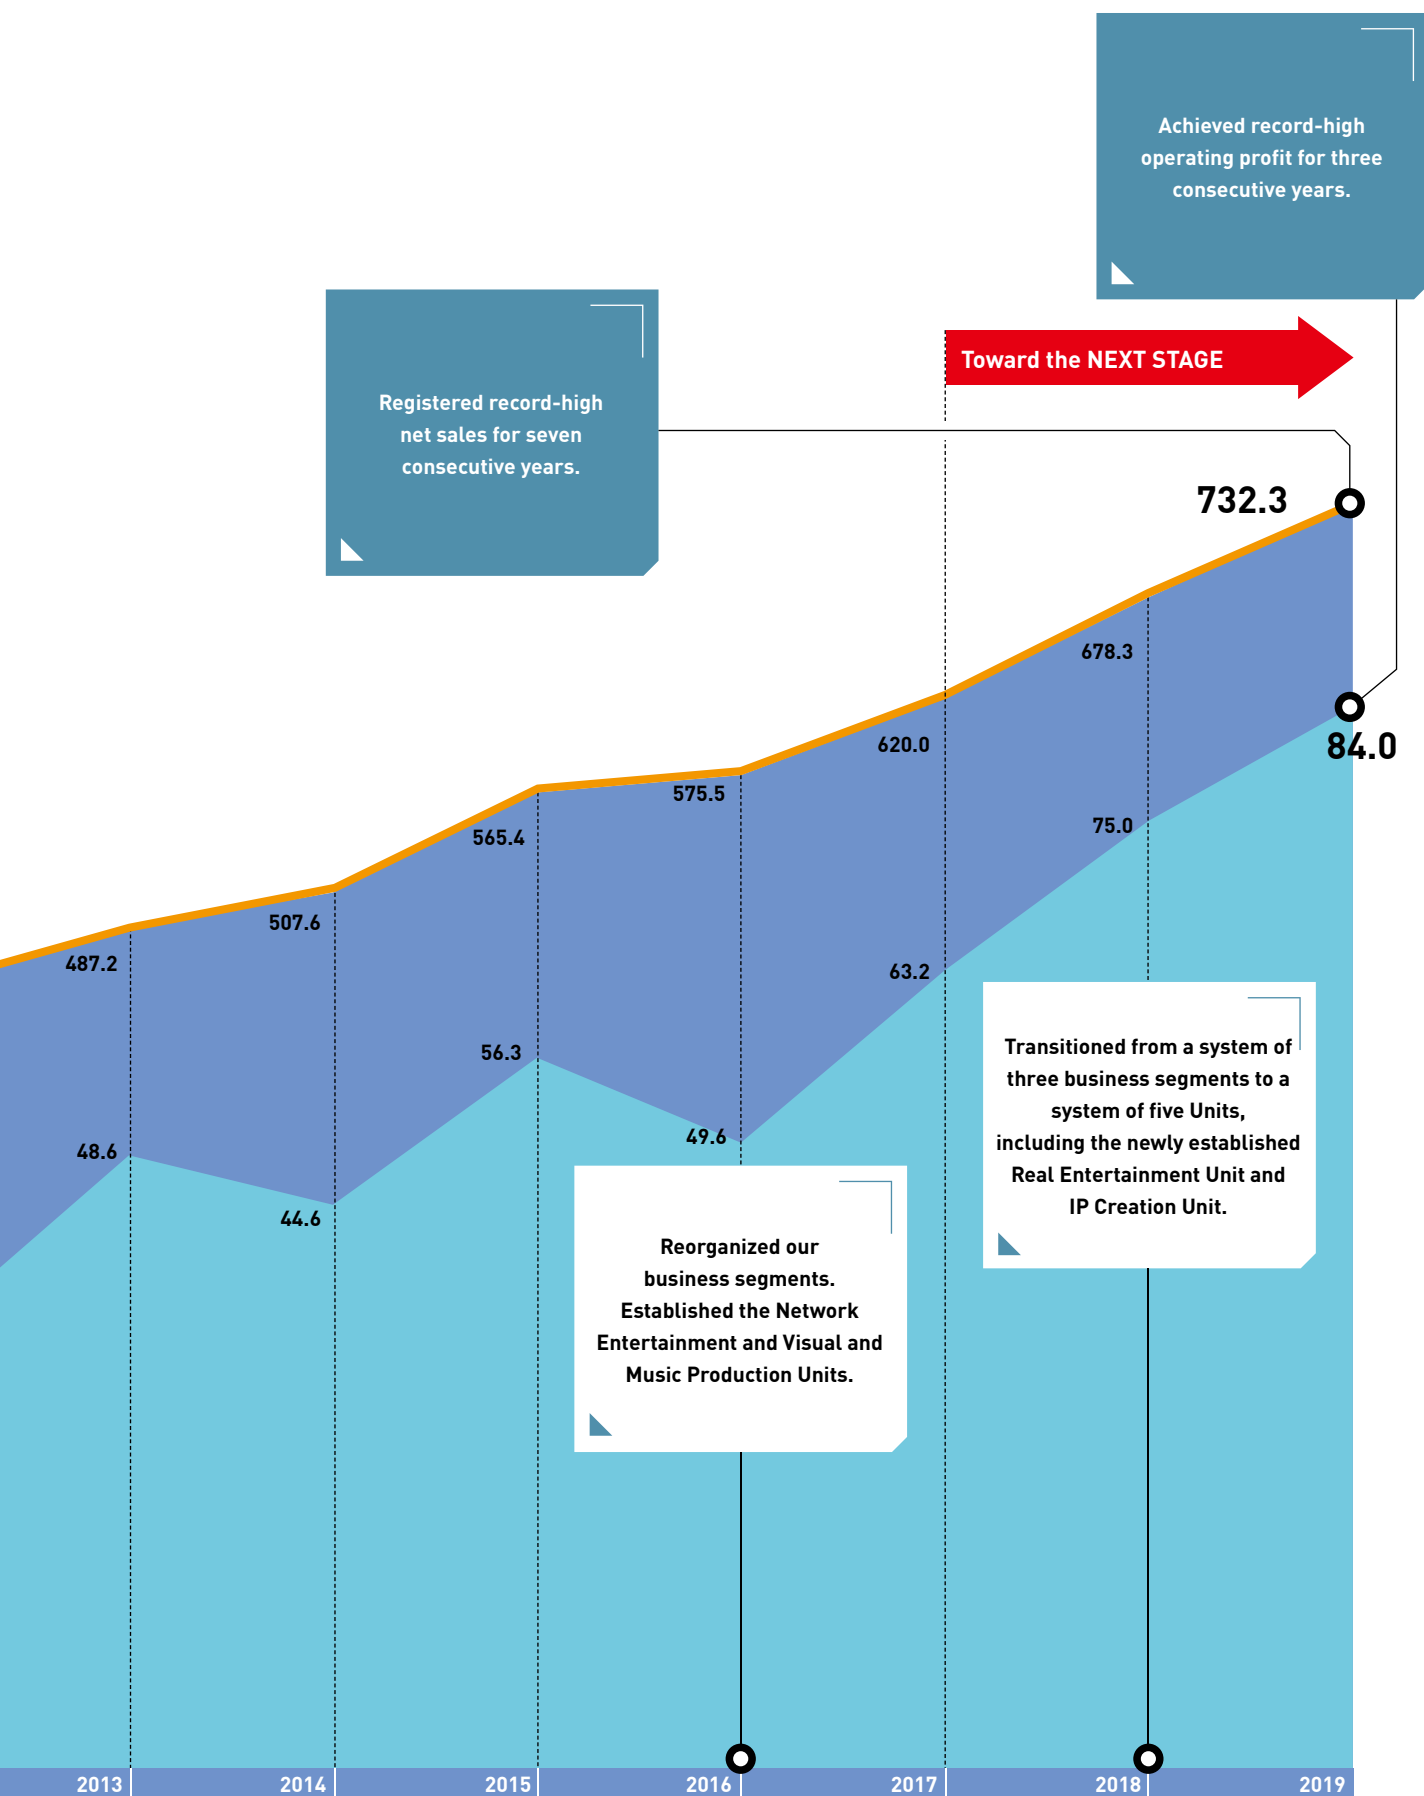 Achieved record-high
operating profit for three
consecutive years.
Toward the NEXT STAGE
Registered record-high
net sales for seven
consecutive years.
732.3
678.3
84.0
620.0
575.5
75.0
565.4
507.6
487.2
63.2
56.3
49.6
48.6
44.6
Transitioned from a system of
three business segments to a
system of five Units,
including the newly established
Real Entertainment Unit and
IP Creation Unit.
Reorganized our
business segments.
Established the Network
Entertainment and Visual and
Music Production Units.
2013 2014 2015 2016 2017 2018 2019